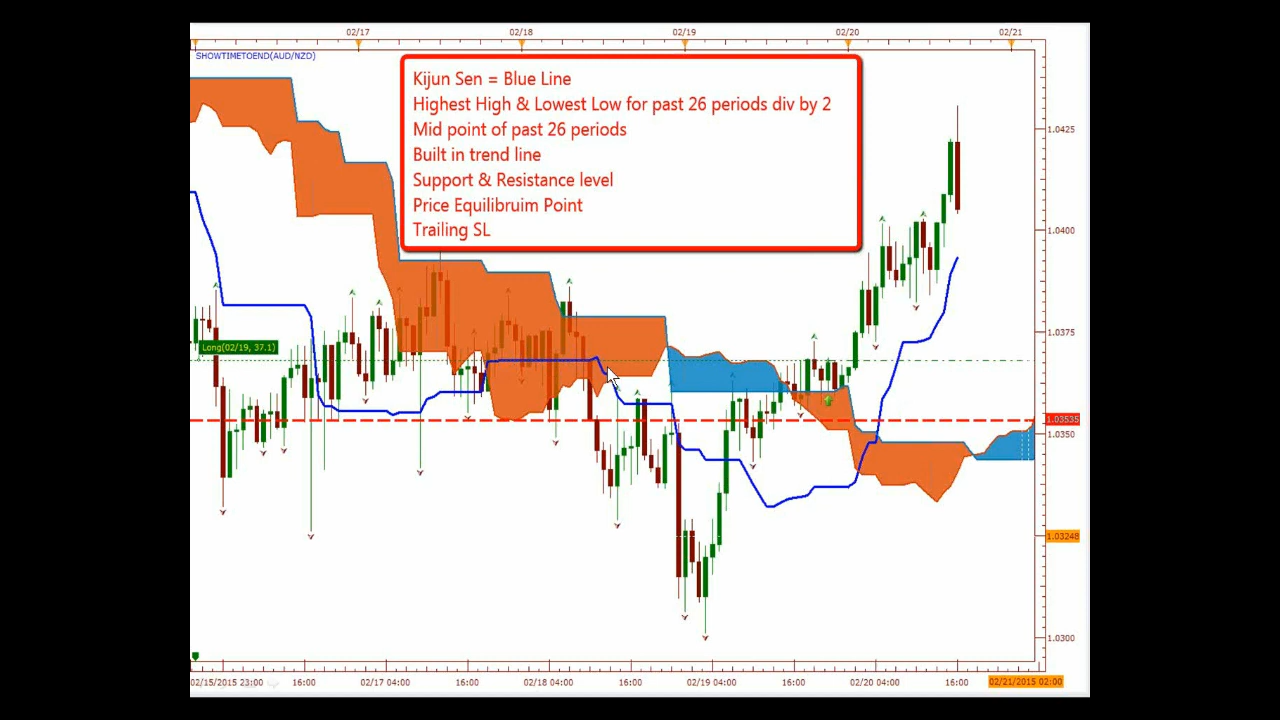 02/17 02/18 02/19 02/20 02/21
SHOWTIMETOEND(AUD/NZD)
Kijun Sen = Blue Line
Highest High & Lowest Low for past 26 periods div by 2
Mid point of past 26 periods
Built in trend line
Support & Resistance level
Price Equilibruim Point
Trailing SL
1.0425
1.0400
1.0375
Long(02/19, 37.1)
1.03535
1.0350
1.03248
1.0300
02/15/2015 23:00 16:00 02/17 04:00 16:00 02/18 04:00 16:00 02/19 04:00 16:00 02/20 04:00 16:00 02/21/2015 02:00